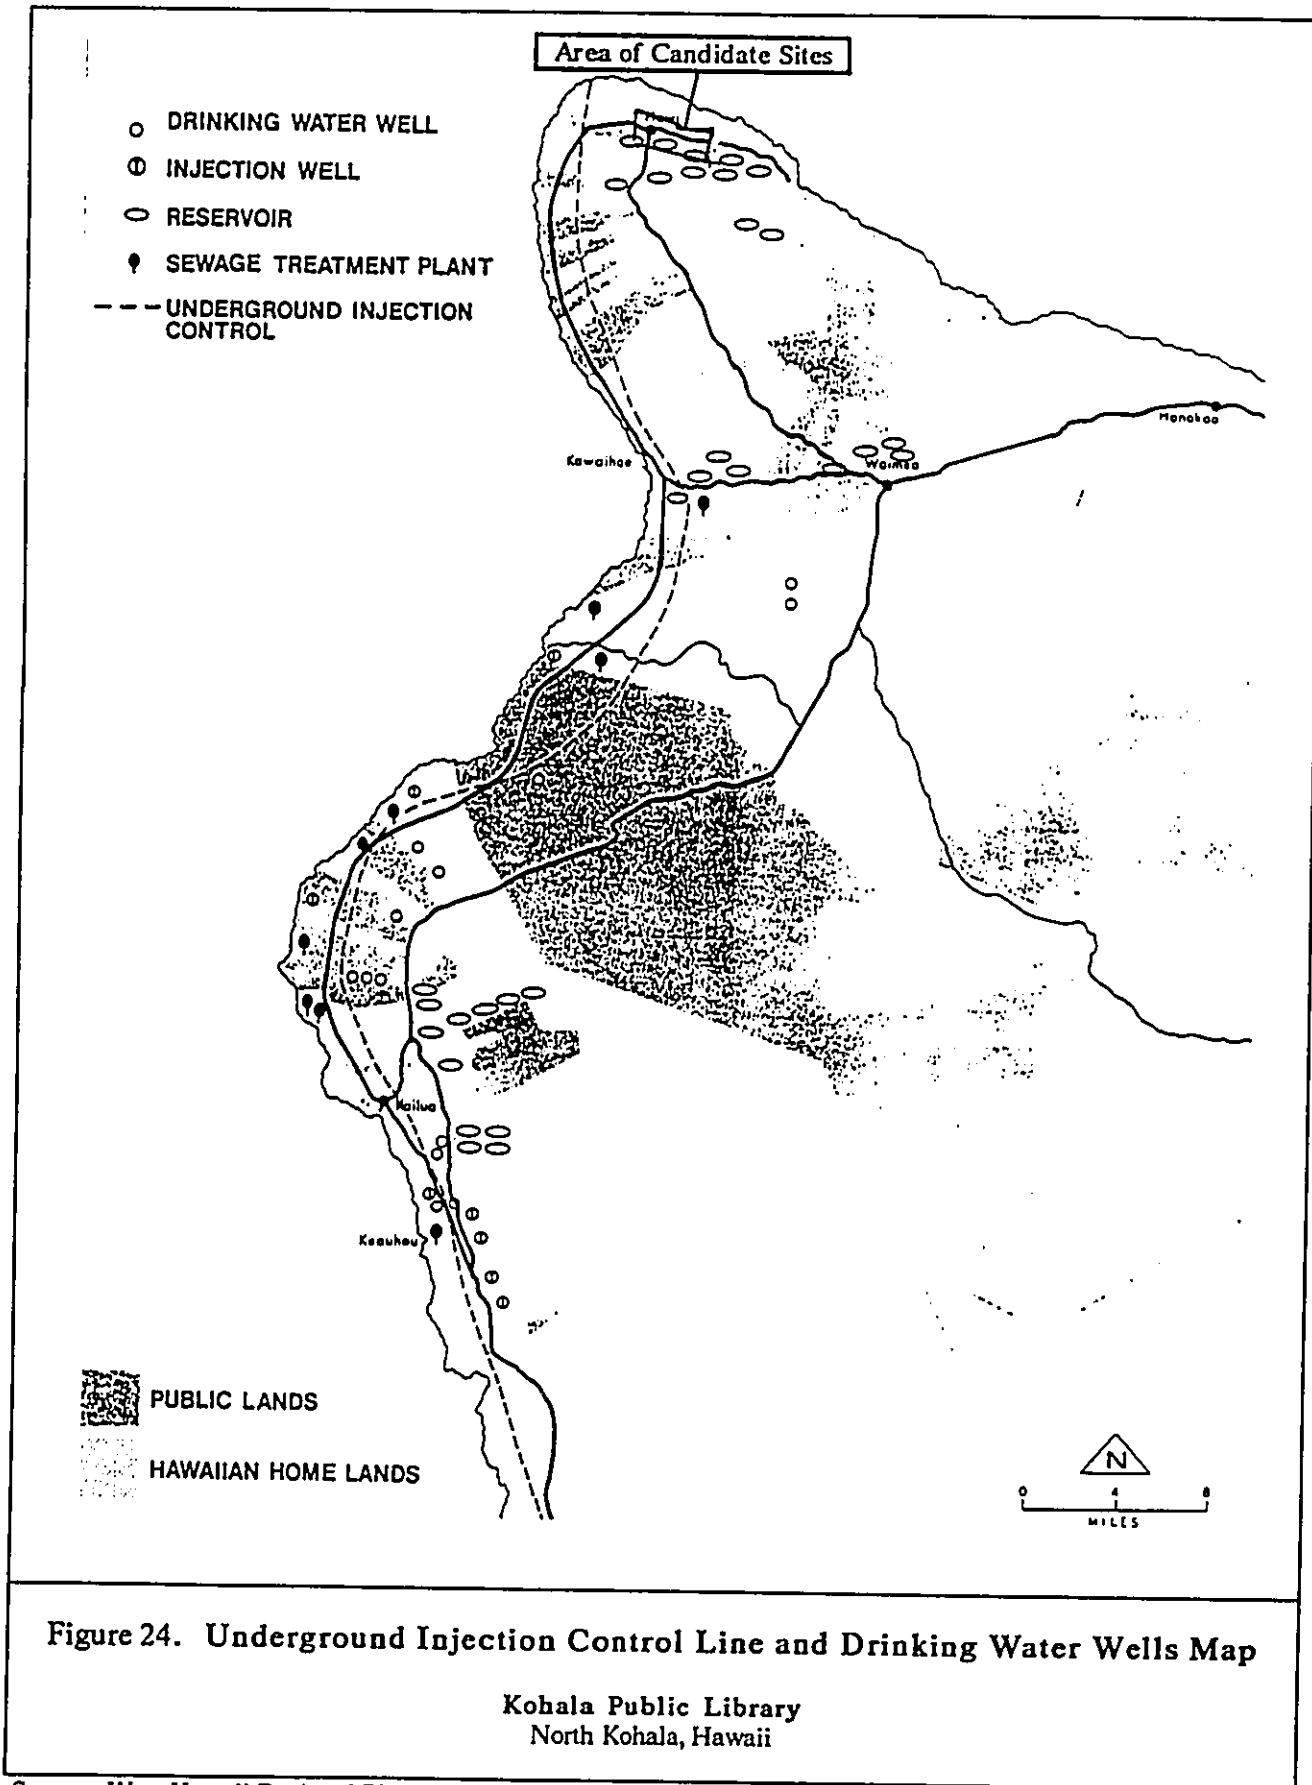 Area of Candidate Sites
DRINKING WATER WELL
INJECTION WELL
RESERVOIR
SEWAGE TREATMENT PLANT
UNDERGROUND INJECTION
CONTROL
Honokaa
Kawaihae
Waimea
Kailua
Keauhou
PUBLIC LANDS
HAWAIIAN HOME LANDS
N
0 4 8
MILES
Figure 24. Underground Injection Control Line and Drinking Water Wells Map
Kohala Public Library
North Kohala, Hawaii